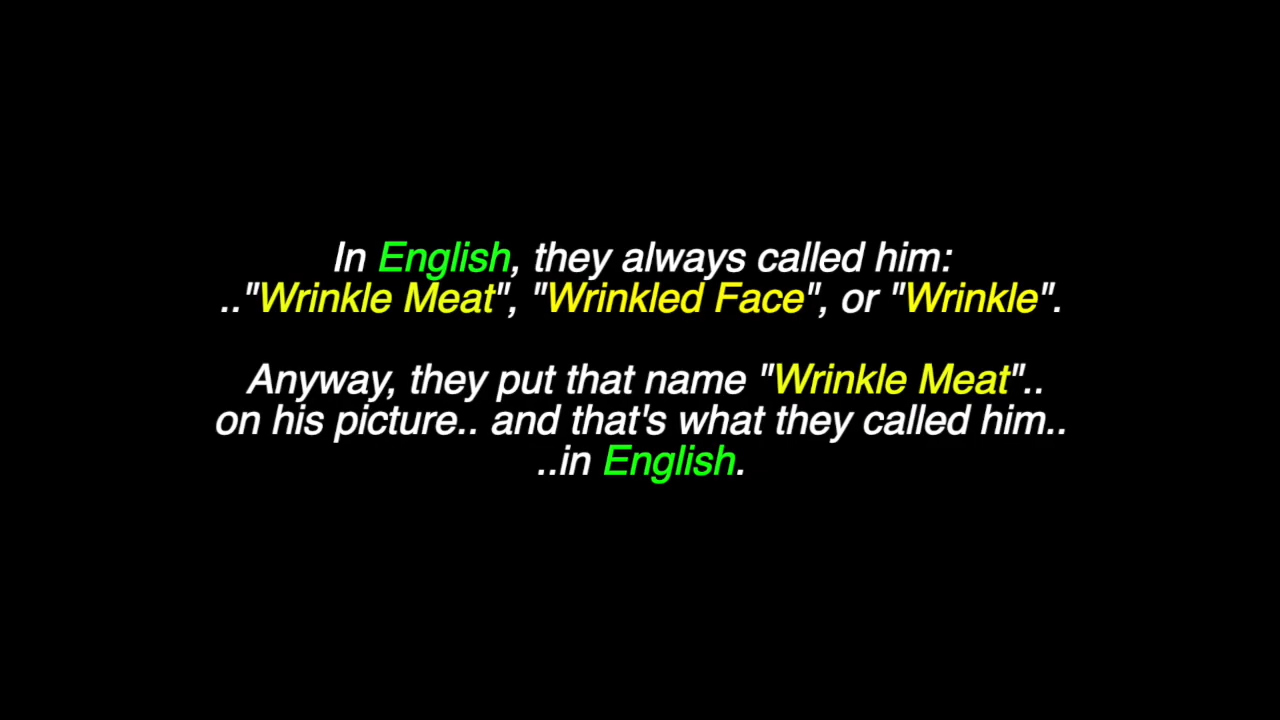 In English, they always called him:
.."Wrinkle Meat", "Wrinkled Face", or "Wrinkle".
Anyway, they put that name "Wrinkle Meat"..
on his picture.. and that's what they called him..
..in English.